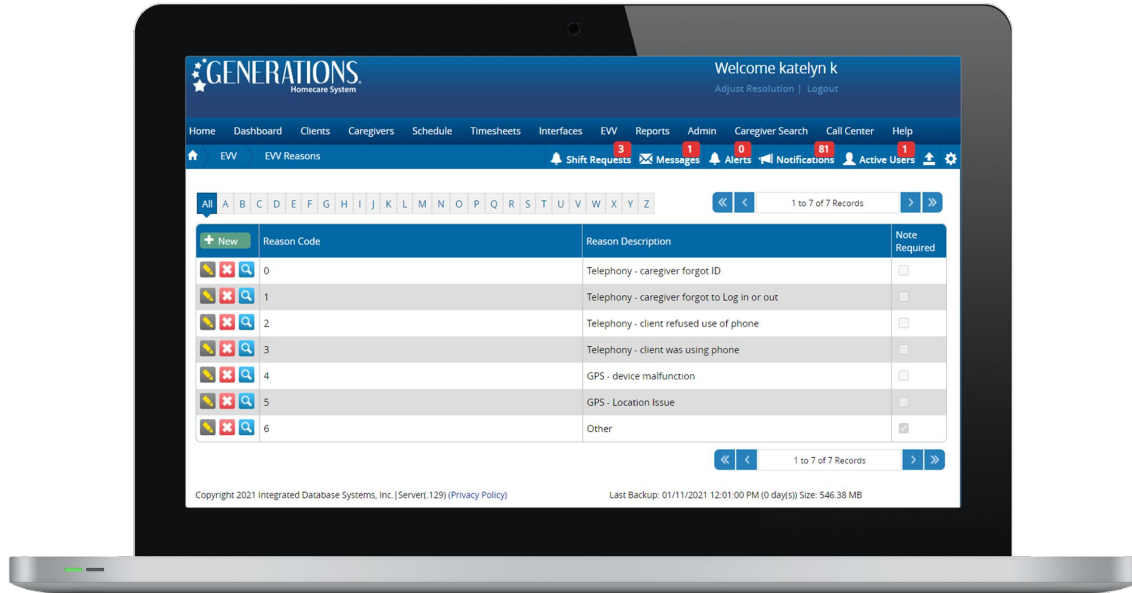 GENERATIONS.
Homecare System
Welcome katelyn k
Adjust Resolution | Logout
Home Dashboard Clients Caregivers Schedule Timesheets Interfaces EVV Reports Admin Caregiver Search Call Center Help
EVV EVV Reasons Shift Requests 3 Messages 1 Alerts 0 Notifications 81 Active Users 1
All A B C D E F G H I J K L M N O P Q R S T U V W X Y Z 1 to 7 of 7 Records
New Reason Code Reason Description Note Required
0 Telephony - caregiver forgot ID
1 Telephony - caregiver forgot to Log in or out
2 Telephony - client refused use of phone
3 Telephony - client was using phone
4 GPS - device malfunction
5 GPS - Location Issue
6 Other
1 to 7 of 7 Records
Copyright 2021 Integrated Database Systems, Inc.|Server(.129) (Privacy Policy) Last Backup: 01/11/2021 12:01:00 PM (0 day(s)) Size: 546.38 MB